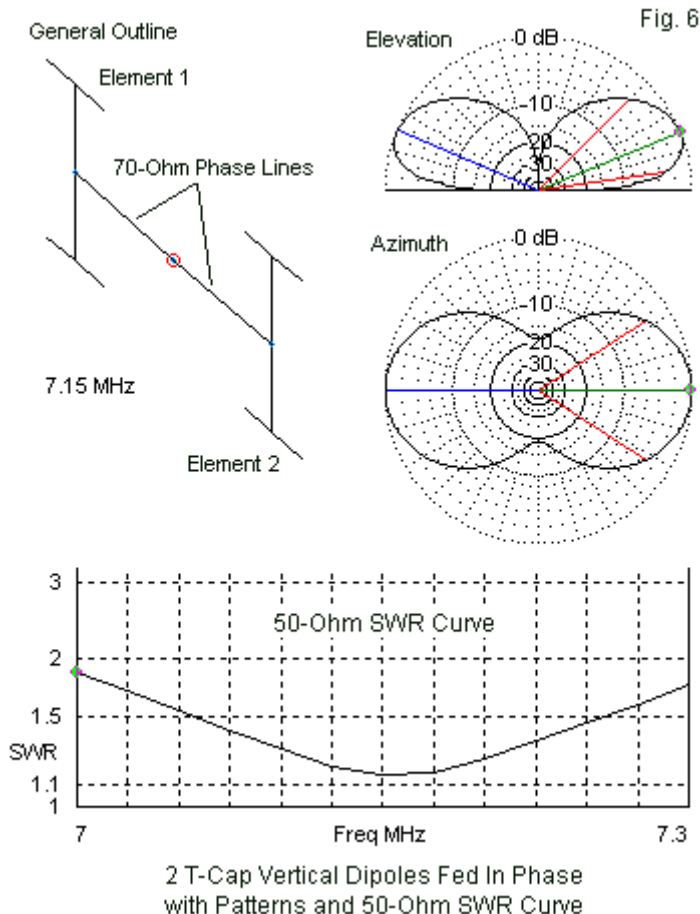 Fig. 6
General Outline
Element 1
70-Ohm Phase Lines
7.15 MHz
Element 2
Elevation
0 dB
-10
20
30
Azimuth
0 dB
-10
20
30
50-Ohm SWR Curve
3
2
1.5
SWR
1.1
1
7
Freq MHz
7.3
2 T-Cap Vertical Dipoles Fed In Phase
with Patterns and 50-Ohm SWR Curve